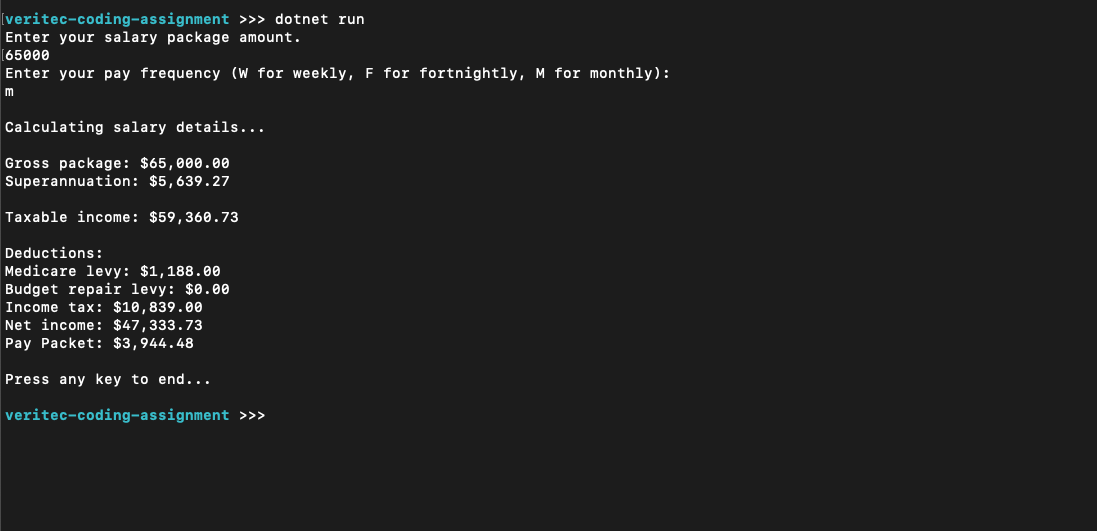 [veritec-coding-assignment >>> dotnet run
Enter your salary package amount.
[65000
Enter your pay frequency (W for weekly, F for fortnightly, M for monthly):
m
Calculating salary details...
Gross package: $65,000.00
Superannuation: $5,639.27
Taxable income: $59,360.73
Deductions:
Medicare levy: $1,188.00
Budget repair levy: $0.00
Income tax: $10,839.00
Net income: $47,333.73
Pay Packet: $3,944.48
Press any key to end...
veritec-coding-assignment >>>